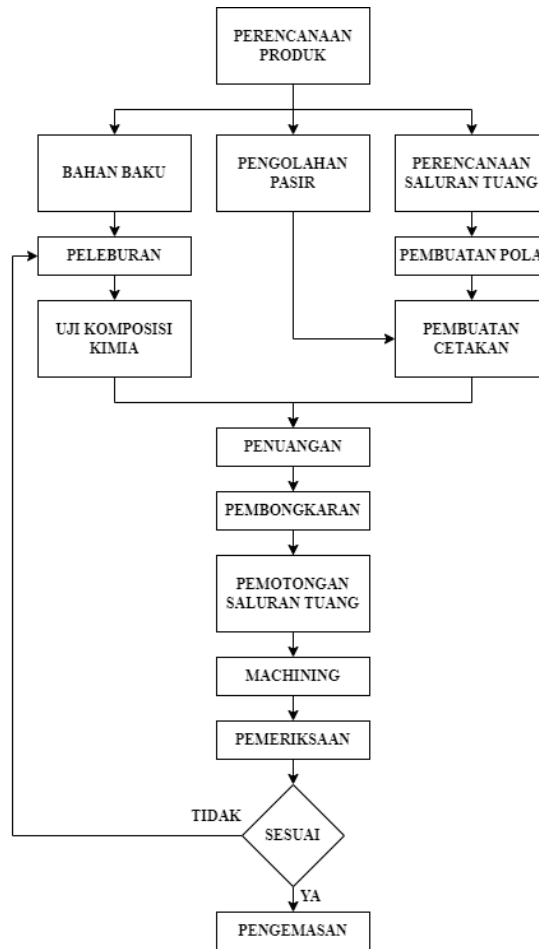 PERENCANAAN
PRODUK
BAHAN BAKU
PENGOLAHAN
PASIR
PERENCANAAN
SALURAN TUANG
PELEBURAN
PEMBUATAN POLA
UJI KOMPOSISI
KIMIA
PEMBUATAN
CETAKAN
PENUANGAN
PEMBONGKARAN
PEMOTONGAN
SALURAN TUANG
MACHINING
PEMERIKSAAN
TIDAK
SESUAI
YA
PENGEMASAN